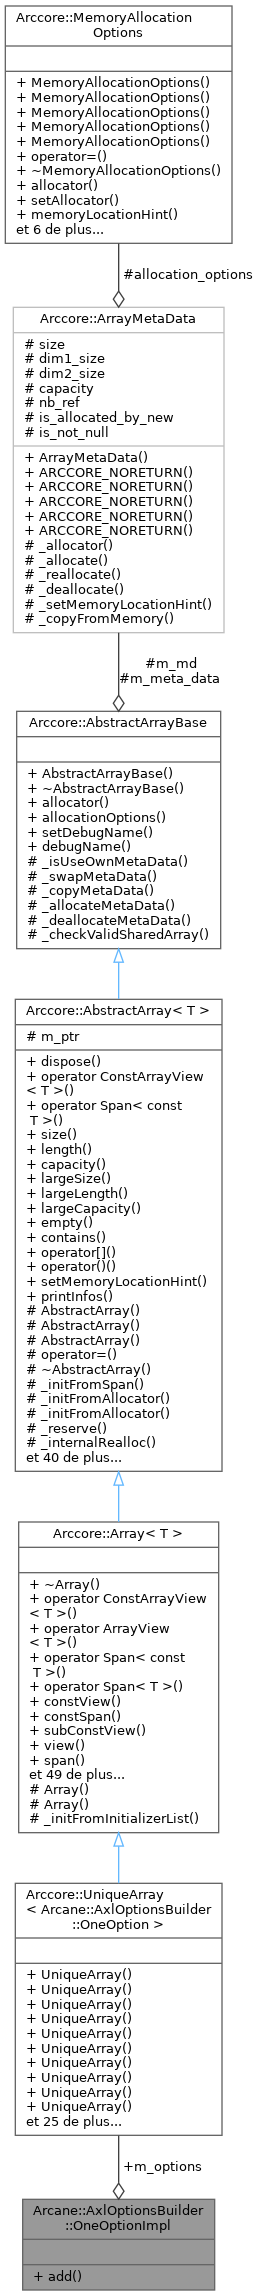 Arccore::MemoryAllocation
Options
+ MemoryAllocationOptions()
+ MemoryAllocationOptions()
+ MemoryAllocationOptions()
+ MemoryAllocationOptions()
+ MemoryAllocationOptions()
+ operator=()
+ ~MemoryAllocationOptions()
+ allocator()
+ setAllocator()
+ memoryLocationHint()
et 6 de plus...
#allocation_options
Arccore::ArrayMetaData
# size
# dim1_size
# dim2_size
# capacity
# nb_ref
# is_allocated_by_new
# is_not_null
+ ArrayMetaData()
+ ARCCORE_NORETURN()
+ ARCCORE_NORETURN()
+ ARCCORE_NORETURN()
+ ARCCORE_NORETURN()
+ ARCCORE_NORETURN()
# _allocator()
# _allocate()
# _reallocate()
# _deallocate()
# _setMemoryLocationHint()
# _copyFromMemory()
#m_md
#m_meta_data
Arccore::AbstractArrayBase
+ AbstractArrayBase()
+ ~AbstractArrayBase()
+ allocator()
+ allocationOptions()
+ setDebugName()
+ debugName()
# _isUseOwnMetaData()
# _swapMetaData()
# _copyMetaData()
# _allocateMetaData()
# _deallocateMetaData()
# _checkValidSharedArray()
Arccore::AbstractArray< T >
# m_ptr
+ dispose()
+ operator ConstArrayView
< T >()
+ operator Span< const
T >()
+ size()
+ length()
+ capacity()
+ largeSize()
+ largeLength()
+ largeCapacity()
+ empty()
+ contains()
+ operator[]()
+ operator()()
+ setMemoryLocationHint()
+ printInfos()
# AbstractArray()
# AbstractArray()
# AbstractArray()
# operator=()
# ~AbstractArray()
# _initFromSpan()
# _initFromAllocator()
# _initFromAllocator()
# _reserve()
# _internalRealloc()
et 40 de plus...
Arccore::Array< T >
+ ~Array()
+ operator ConstArrayView
< T >()
+ operator ArrayView
< T >()
+ operator Span< const
T >()
+ operator Span< T >()
+ constView()
+ constSpan()
+ subConstView()
+ view()
+ span()
et 49 de plus...
# Array()
# Array()
# _initFromInitializerList()
Arccore::UniqueArray
< Arcane::AxlOptionsBuilder
::OneOption >
+ UniqueArray()
+ UniqueArray()
+ UniqueArray()
+ UniqueArray()
+ UniqueArray()
+ UniqueArray()
+ UniqueArray()
+ UniqueArray()
+ UniqueArray()
+ UniqueArray()
et 25 de plus...
+m_options
Arcane::AxlOptionsBuilder
::OneOptionImpl
+ add()